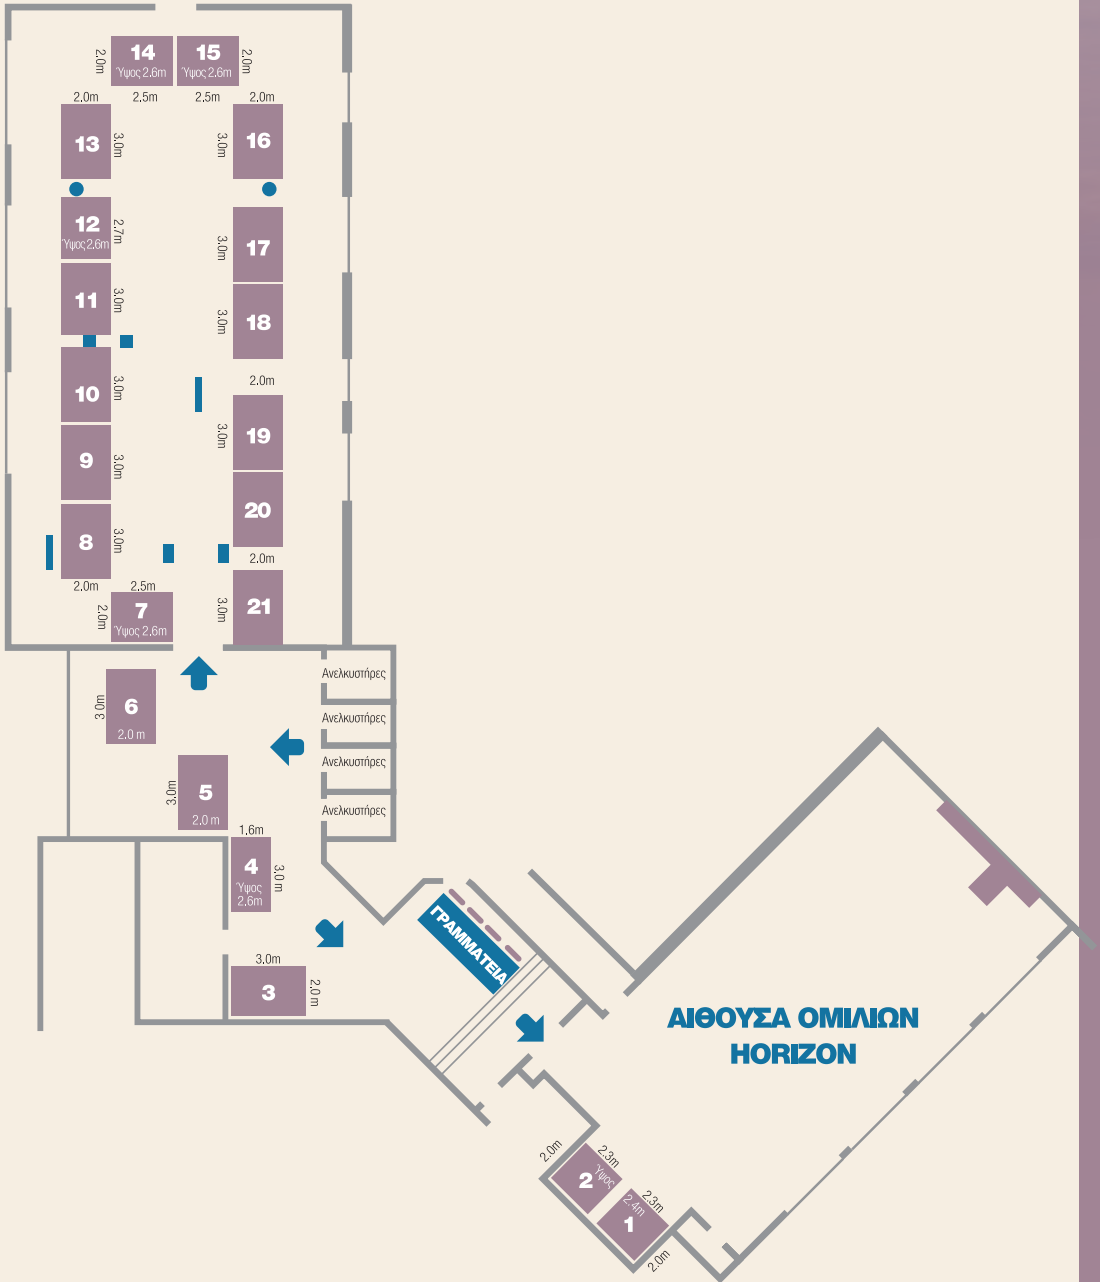 14
Ύψος 2.6m
15
Ύψος 2.6m
2.0m
2.0m
2.5m
2.5m
2.0m
2.0m
13
3.0m
3.0m
16
12
Ύψος 2.6m
2.7m
3.0m
17
11
3.0m
3.0m
18
10
3.0m
2.0m
9
3.0m
3.0m
19
20
8
3.0m
2.0m
2.0m
2.5m
7
Ύψος 2.6m
2.0m
3.0m
21
6
2.0 m
3.0m
5
2.0 m
3.0m
Ανελκυστήρες
Ανελκυστήρες
Ανελκυστήρες
Ανελκυστήρες
1.6m
4
Ύψος
2.6m
3.0 m
3.0m
3
2.0 m
ΓΡΑΜΜΑΤΕΙΑ
ΑΙΘΟΥΣΑ ΟΜΙΛΙΩΝ
HORIZON
2.0m
2.3m
2
Ύψος
2.4m
2.3m
1
2.0m